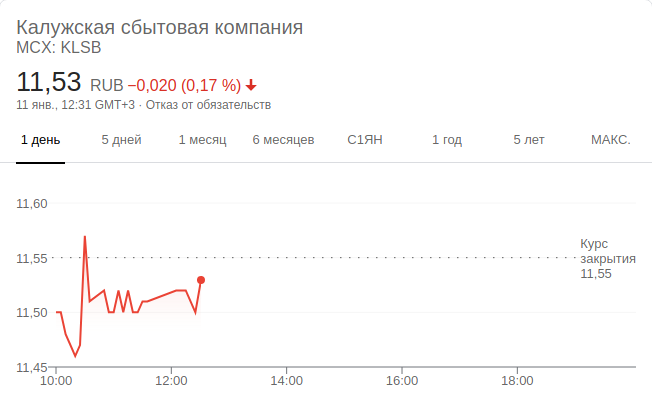 Калужская сбытовая компания
MCX: KLSB
11,53 RUB −0,020 (0,17 %)
11 янв., 12:31 GMT+3 · Отказ от обязательств
1 день 5 дней 1 месяц 6 месяцев С1ЯН 1 год 5 лет МАКС.
11,60
11,55
11,50
11,45
Курс
закрытия
11,55
10:00 12:00 14:00 16:00 18:00